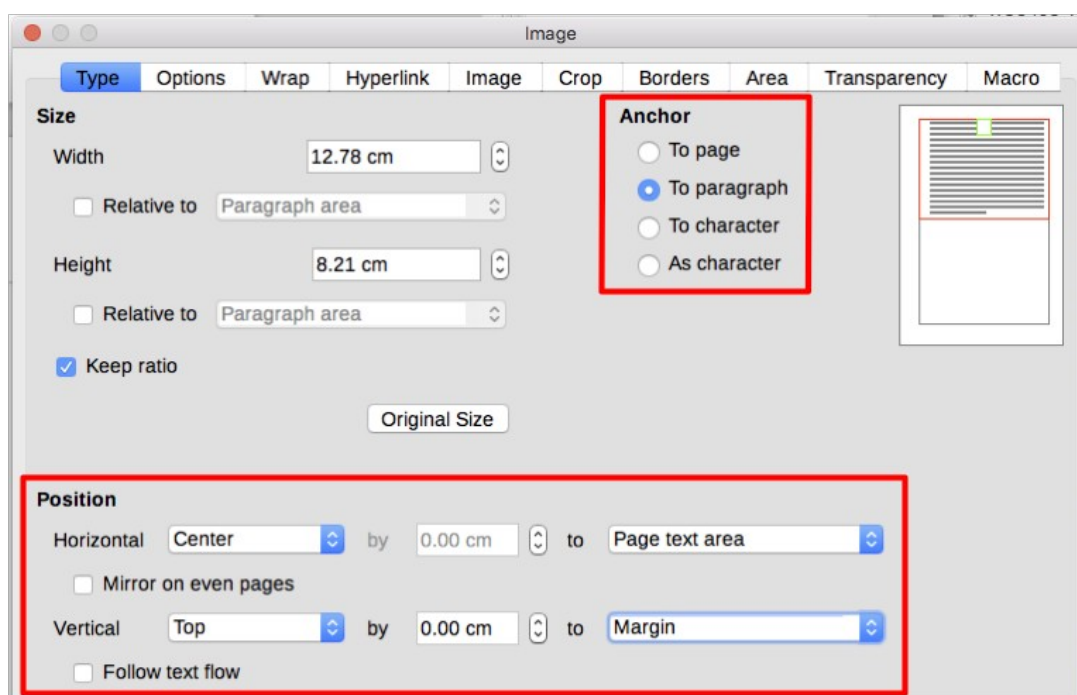 Image
Type Options Wrap Hyperlink Image Crop Borders Area Transparency Macro
Size
Width 12.78 cm
Relative to Paragraph area
Height 8.21 cm
Relative to Paragraph area
Keep ratio
Original Size
Anchor
To page
To paragraph
To character
As character
Position
Horizontal Center by 0.00 cm to Page text area
Mirror on even pages
Vertical Top by 0.00 cm to Margin
Follow text flow